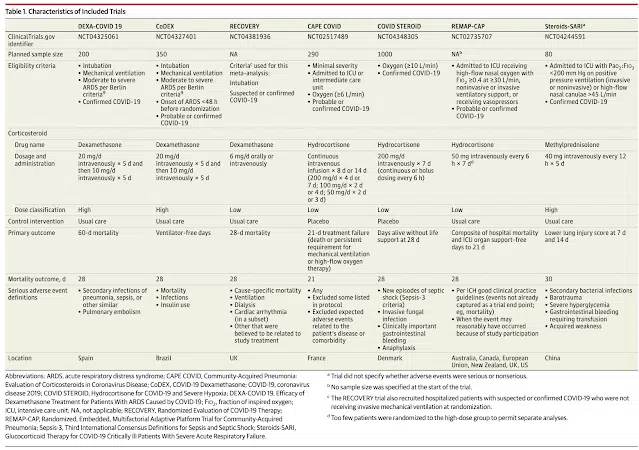 Table 1. Characteristics of Included Trials
DEXA-COVID 19 CoDEX RECOVERY CAPE COVID COVID STEROID REMAP-CAP Steroids-SARIᵃ
ClinicalTrials.gov identifier NCT04325061 NCT04327401 NCT04381936 NCT02517489 NCT04348305 NCT02735707 NCT04244591
Planned sample size 200 350 NA 290 1000 NAᵇ 80
Eligibility criteria
• Intubation
• Mechanical ventilation
• Moderate to severe
ARDS per Berlin
criteria
• Confirmed COVID-19
• Intubation
• Mechanical ventilation
• Moderate to severe
ARDS per Berlin
criteria
• Onset of ARDS <48 h
before randomization
• Probable or confirmed
COVID-19
Criteriaᶜ used for this
meta-analysis:
Intubation
Suspected or confirmed
COVID-19
• Minimal severity
• Admitted to ICU or
intermediate care
unit
• Oxygen (≥6 L/min)
• Probable or
confirmed
COVID-19
• Oxygen (≥10 L/min)
• Confirmed COVID-19
• Admitted to ICU receiving
high-flow nasal oxygen with
FIO₂ ≥0.4 at ≥30 L/min,
noninvasive or invasive
ventilatory support, or
receiving vasopressors
• Probable or confirmed
COVID-19
• Admitted to ICU with PaO₂:FIO₂
<200 mm Hg on positive
pressure ventilation (invasive
or noninvasive) or high-flow
nasal canulae >45 L/min
• Confirmed COVID-19
Corticosteroid
Drug name Dexamethasone Dexamethasone Dexamethasone Hydrocortisone Hydrocortisone Hydrocortisone Methylprednisolone
Dosage and
administration
20 mg/d
intravenously × 5 d and
then 10 mg/d
intravenously × 5 d
20 mg/d
intravenously × 5 d and
then 10 mg/d
intravenously × 5 d
6 mg/d orally or
intravenously
Continuous
intravenous
infusion × 8 d or 14 d
(200 mg/d × 4 d or
7 d; 100 mg/d × 2 d
or 4 d; 50 mg/d × 2 d
or 3 d)
200 mg/d
intravenously × 7 d
(continuous or bolus
dosing every 6 h)
50 mg intravenously every 6
h × 7 dᵈ
40 mg intravenously every 12
h × 5 d
Dose classification High High Low Low Low Low High
Control intervention Usual care Usual care Usual care Placebo Placebo Usual care Usual care
Primary outcome
60-d mortality
Ventilator-free days
28-d mortality
21-d treatment failure
(death or persistent
requirement for
mechanical ventilation
or high-flow oxygen
therapy)
Days alive without life
support at 28 d
Composite of hospital mortality
and ICU organ support-free
days to 21 d
Lower lung injury score at 7 d
and 14 d
Mortality outcome, d 28 28 28 21 28 28 30
Serious adverse event
definitions
• Secondary infections of
pneumonia, sepsis, or
other similar
• Pulmonary embolism
• Mortality
• Infections
• Insulin use
• Cause-specific mortality
• Ventilation
• Dialysis
• Cardiac arrhythmia
(in a subset)
• Other that were
believed to be related to
study treatment
• Any
• Excluded some listed
in protocol
• Excluded expected
adverse events
related to the
patient's disease or
comorbidity
• New episodes of septic
shock (Sepsis-3
criteria)
• Invasive fungal
infection
• Clinically important
gastrointestinal
bleeding
• Anaphylaxis
• Per ICH good clinical practice
guidelines (events not already
captured as a trial end point;
eg, mortality)
• When the event may
reasonably have occurred
because of study participation
• Secondary bacterial infections
• Barotrauma
• Severe hyperglycemia
• Gastrointestinal bleeding
requiring transfusion
• Acquired weakness
Location Spain Brazil UK France Denmark Australia, Canada, European
Union, New Zealand, UK, US China
Abbreviations: ARDS, acute respiratory distress syndrome; CAPE COVID, Community-Acquired Pneumonia:
Evaluation of Corticosteroids in Coronavirus Disease; CoDEX, COVID-19 Dexamethasone; COVID-19, coronavirus
disease 2019; COVID STEROID, Hydrocortisone for COVID-19 and Severe Hypoxia; DEXA-COVID 19, Efficacy of
Dexamethasone Treatment for Patients With ARDS Caused by COVID-19; FIO₂, fraction of inspired oxygen;
ICU, intensive care unit; NA, not applicable; RECOVERY, Randomized Evaluation of COVID-19 Therapy;
REMAP-CAP, Randomized, Embedded, Multifactorial Adaptive Platform Trial for Community-Acquired
Pneumonia; Sepsis-3, Third International Consensus Definitions for Sepsis and Septic Shock; Steroids-SARI,
Glucocorticoid Therapy for COVID-19 Critically Ill Patients With Severe Acute Respiratory Failure.
ᵃ Trial did not specify whether adverse events were serious or nonserious.
ᵇ No sample size was specified at the start of the trial.
ᶜ The RECOVERY trial also recruited hospitalized patients with suspected or confirmed COVID-19 who were not
receiving invasive mechanical ventilation at randomization.
ᵈ Too few patients were randomized to the high-dose group to permit separate analyses.